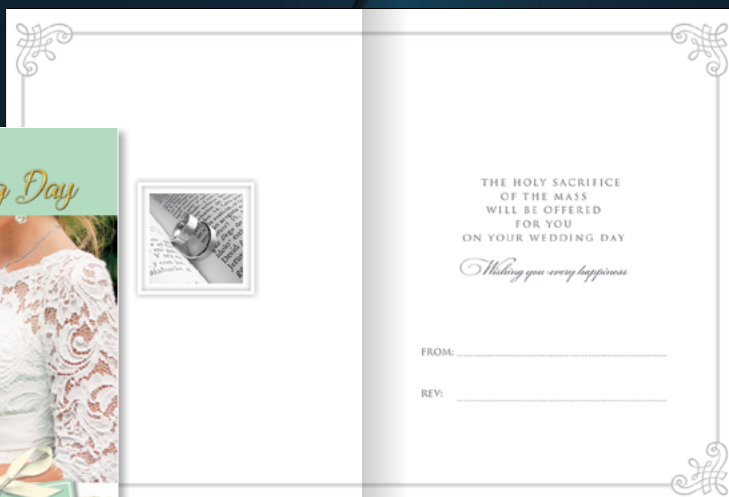 Day
THE HOLY SACRIFICE
OF THE MASS
WILL BE OFFERED
FOR YOU
ON YOUR WEDDING DAY
Wishing you every happiness
FROM:
REV: